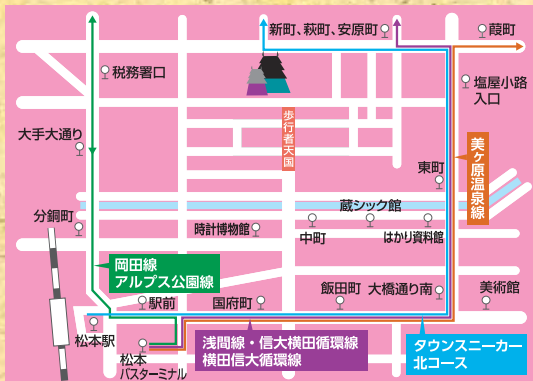 新町、萩町、安原町
葭町
税務署口
塩屋小路
入口
大手大通り
歩行者天国
東町
美ヶ原温泉線
分銅町
蔵シック館
時計博物館
中町
はかり資料館
岡田線
アルプス公園線
駅前
国府町
飯田町
大橋通り南
美術館
松本駅
松本
バスターミナル
浅間線・信大横田循環線
横田信大循環線
タウンスニーカー
北コース